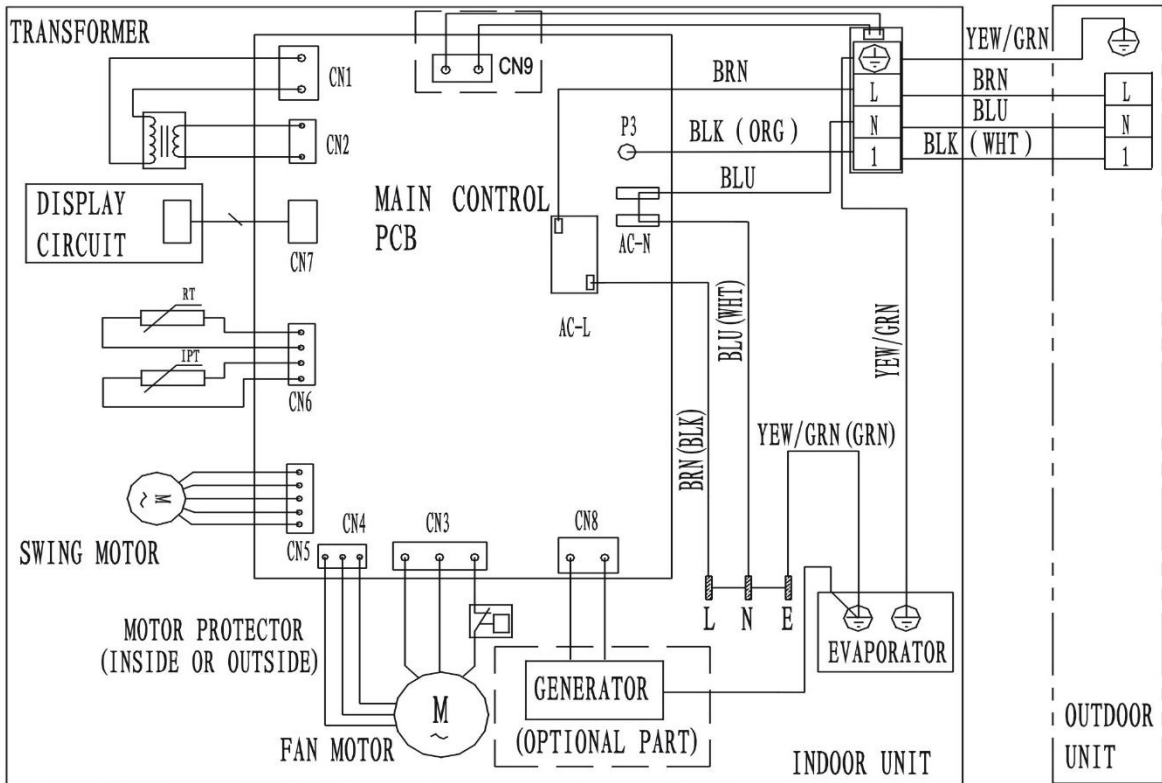 TRANSFORMER
CN1
CN2
CN9
BRN
P3
BLK (ORG)
BLU
L
N
1
YEW/GRN
BRN
BLU
BLK (WHT)
L
N
1
DISPLAY
CIRCUIT
CN7
MAIN CONTROL
PCB
AC-N
AC-L
RT
IPT
CN6
BLU(WHT)
BRN(BLK)
YEW/GRN
YEW/GRN(GRN)
M
~
SWING MOTOR
CN5
CN4
CN3
CN8
L
N
E
EVAPORATOR
MOTOR PROTECTOR
(INSIDE OR OUTSIDE)
M
~
FAN MOTOR
GENERATOR
(OPTIONAL PART)
INDOOR UNIT
OUTDOOR
UNIT